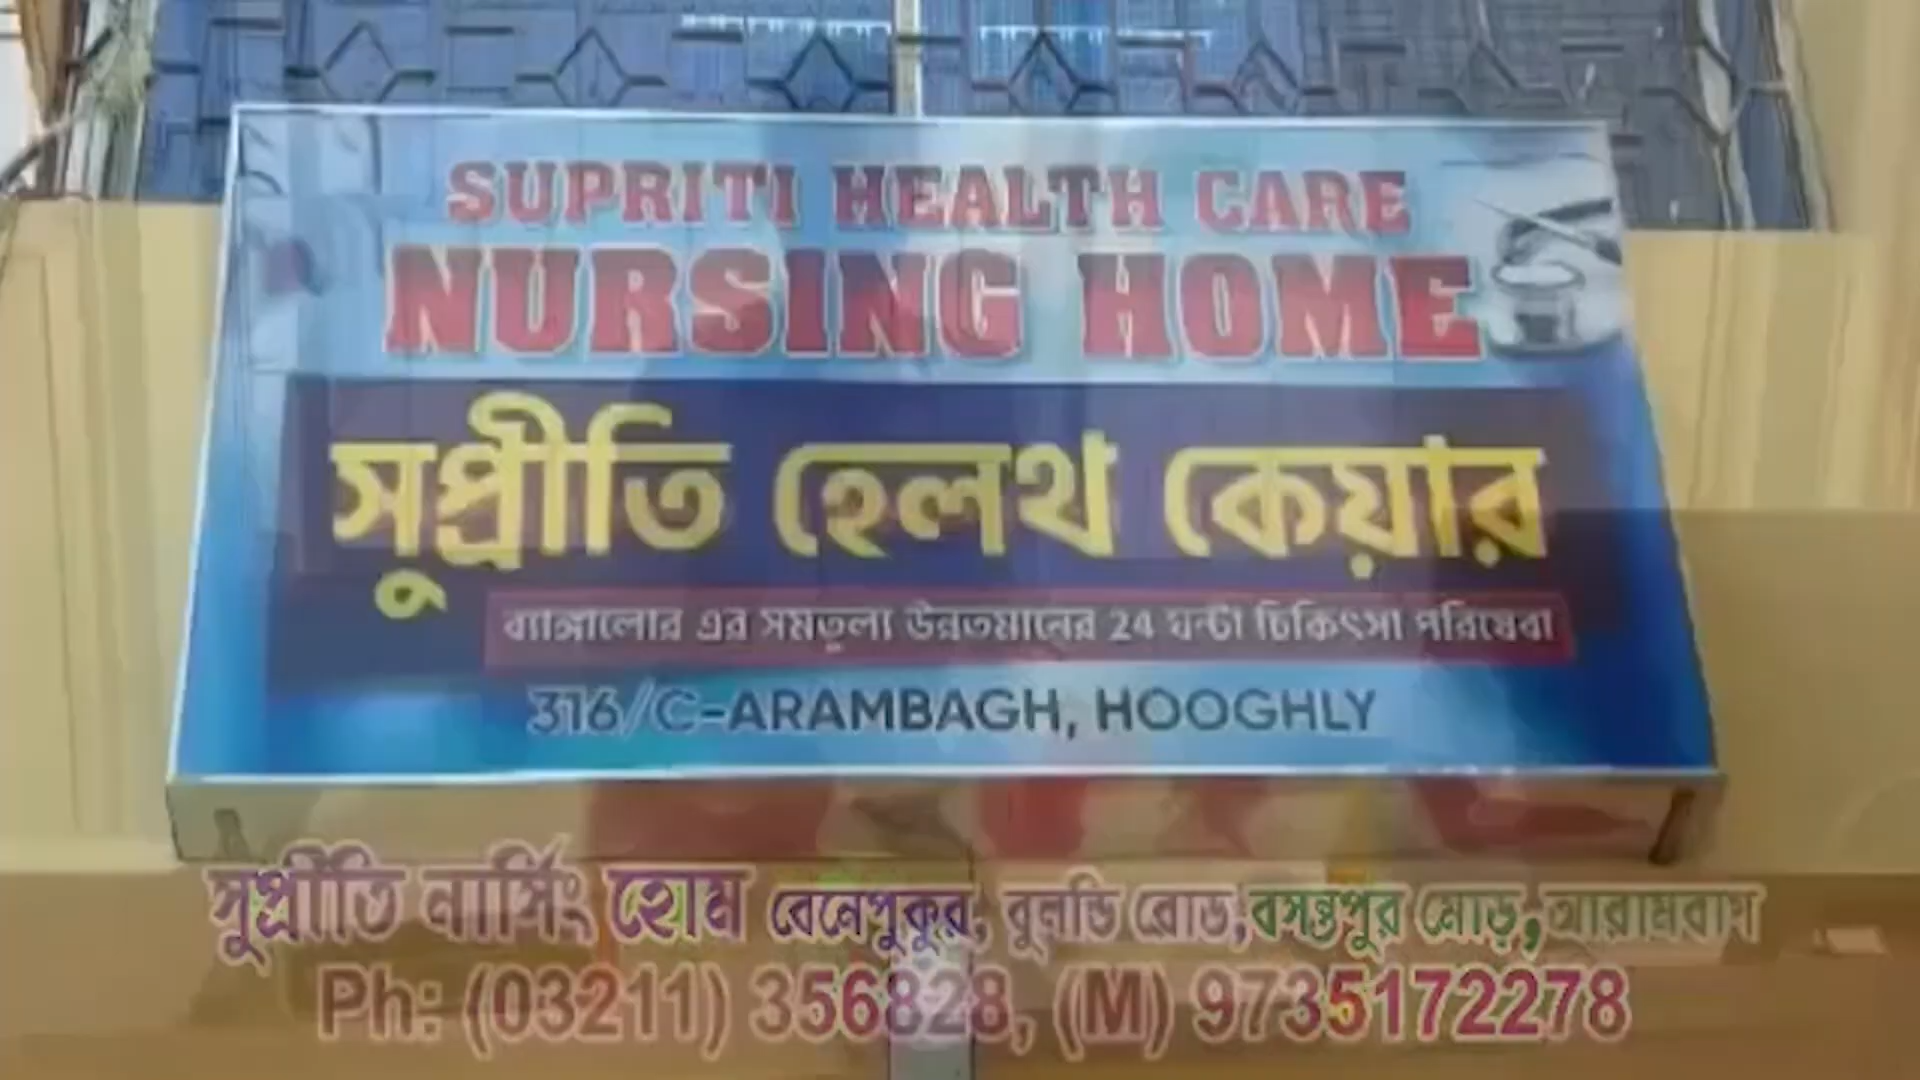 SUPRITI HEALTH CARE
NURSING HOME
সুপ্রীতি হেলথ কেয়ার
ব্যাঙ্গালোর এর সমতুল্য উন্নতমানের 24 ঘন্টা চিকিৎসা পরিষেবা
316/C-ARAMBAGH, HOOGHLY
সুপ্রীতি নার্সিং হোম বেনেপুকুর, বুলন্ডি রোড,বসন্তপুর মোড়,আরামবাগ
Ph: (03211) 356828, (M) 9735172278